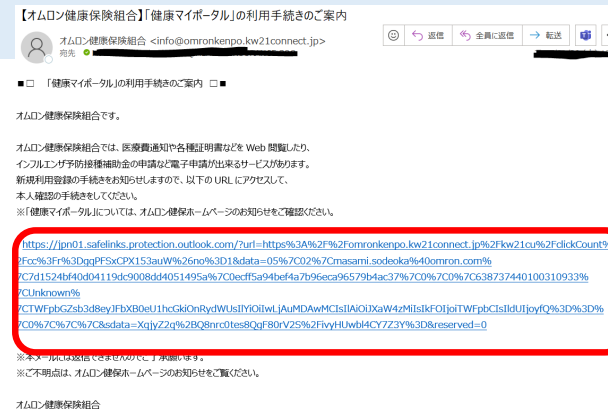 【オムロン健康保険組合】「健康マイポータル」の利用手続きのご案内
オムロン健康保険組合 <info@omronkenpo.kw21connect.jp>
宛先
返信 全員に返信 転送
■□ 「健康マイポータル」の利用手続きのご案内 □■
オムロン健康保険組合です。
オムロン健康保険組合では、医療費通知や各種証明書などを Web 閲覧したり、
インフルエンザ予防接種補助金の申請など電子申請が出来るサービスがあります。
新規利用登録の手続きをお知らせしますので、以下の URL にアクセスして、
本人確認の手続きをしてください。
※「健康マイポータル」については、オムロン健保ホームページのお知らせをご確認ください。
https://jpn01.safelinks.protection.outlook.com/?url=https%3A%2F%2Fomronkenpo.kw21connect.jp%2Fkw21cu%2FclickCount%
2Fcc%3Fr%3DgqPFSxCPX153auW%26no%3D1&data=05%7C02%7Cmasami.sodeoka%40omron.com%
7C7d1524bf40d04119dc9008dd4051495a%7C0ecff5a94bef4a7b96eca96579b4ac37%7C0%7C0%7C638737440100310933%
7CUnknown%
7CTWFpbGZsb3d8eyJFbXB0eU1hcGkiOnRydWUsIlYiOiIwLjAuMDAwMCIsIlAiOiJXaW4zMiIsIkFOIjoiTWFpbCIsIldUIjoyfQ%3D%3D%
7C0%7C%7C%7C&sdata=XqjyZ2q%2BQ8nrc0tes8QqF80rV2S%2FivyHUwbl4CY7Z3Y%3D&reserved=0
※本メールには返信できませんのでご了承願います。
※ご不明点は、オムロン健保ホームページのお知らせをご覧ください。
オムロン健康保険組合